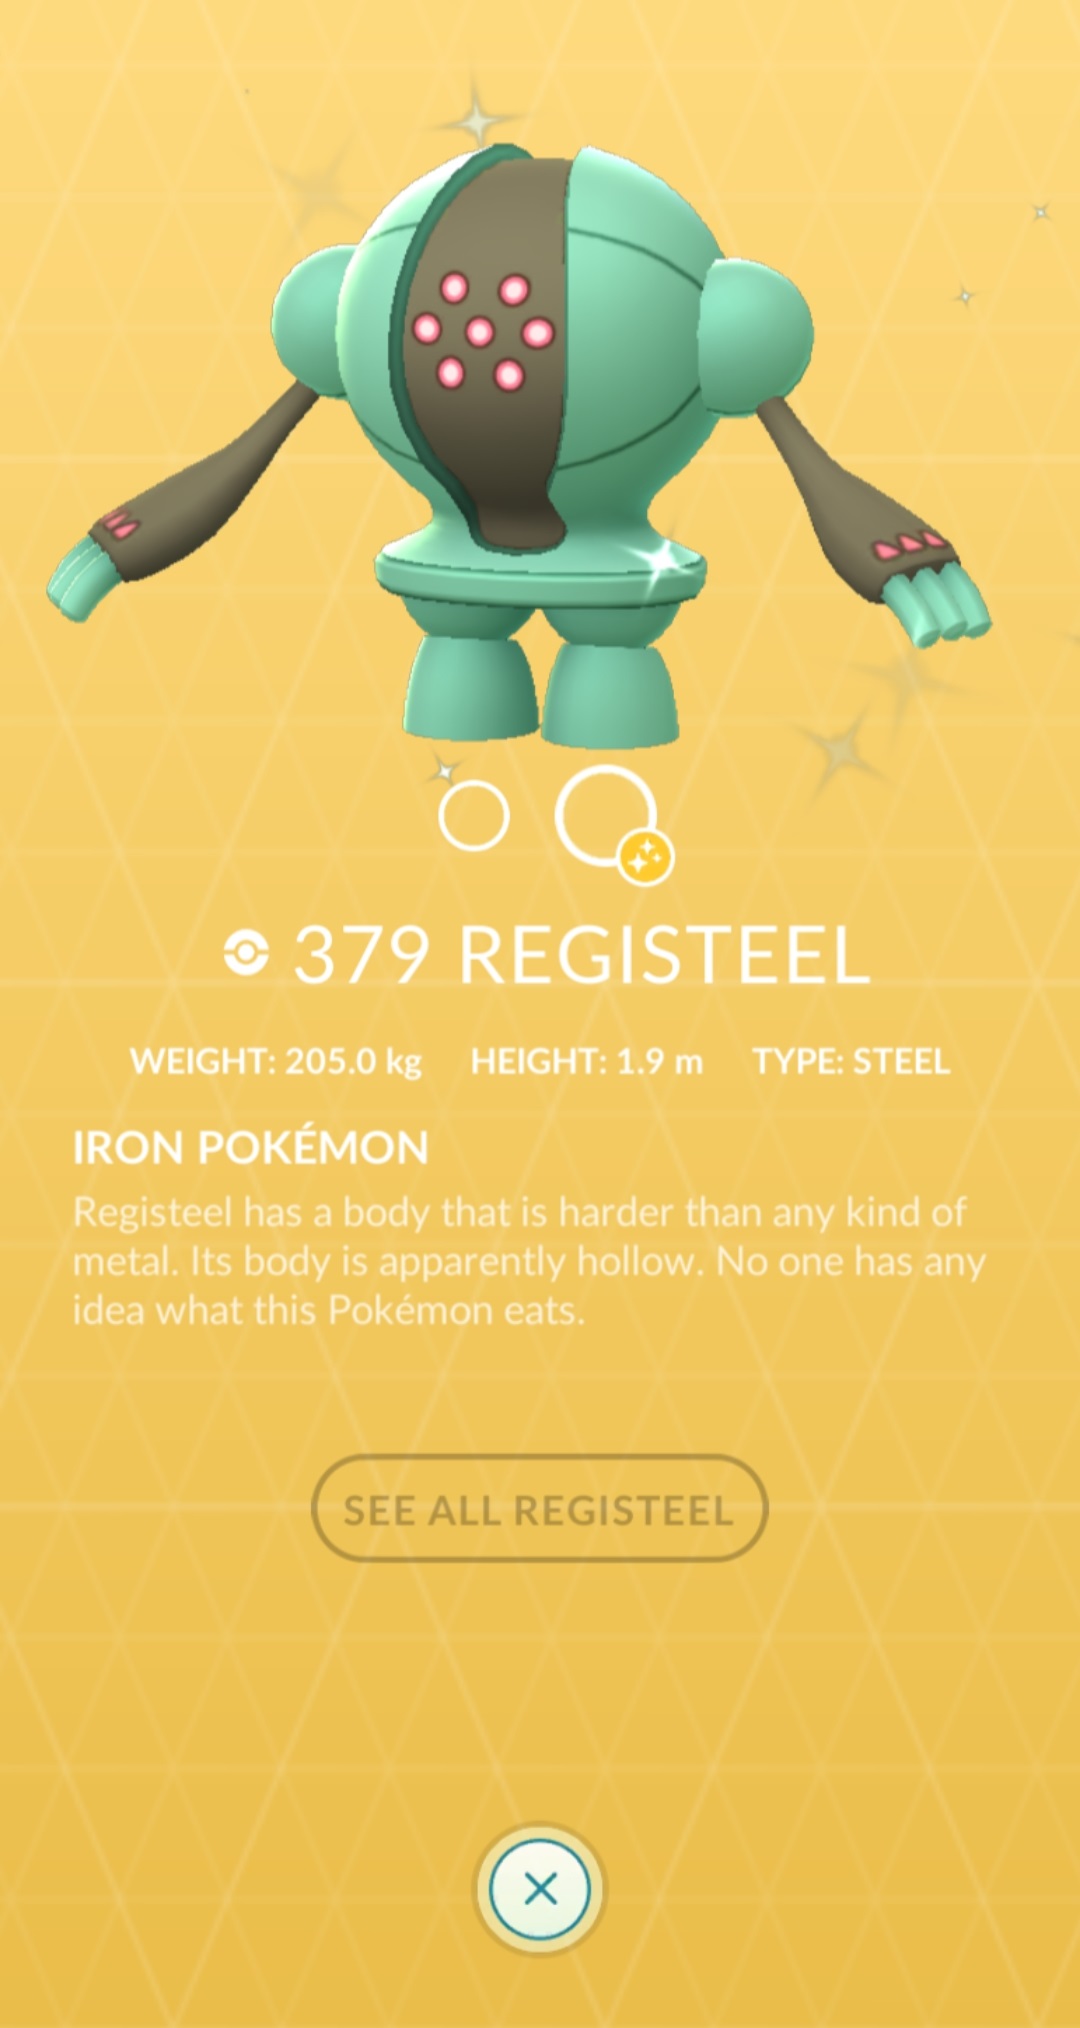 379 REGISTEEL
WEIGHT: 205.0 kg HEIGHT: 1.9 m TYPE: STEEL
IRON POKÉMON
Registeel has a body that is harder than any kind of
metal. Its body is apparently hollow. No one has any
idea what this Pokémon eats.
SEE ALL REGISTEEL